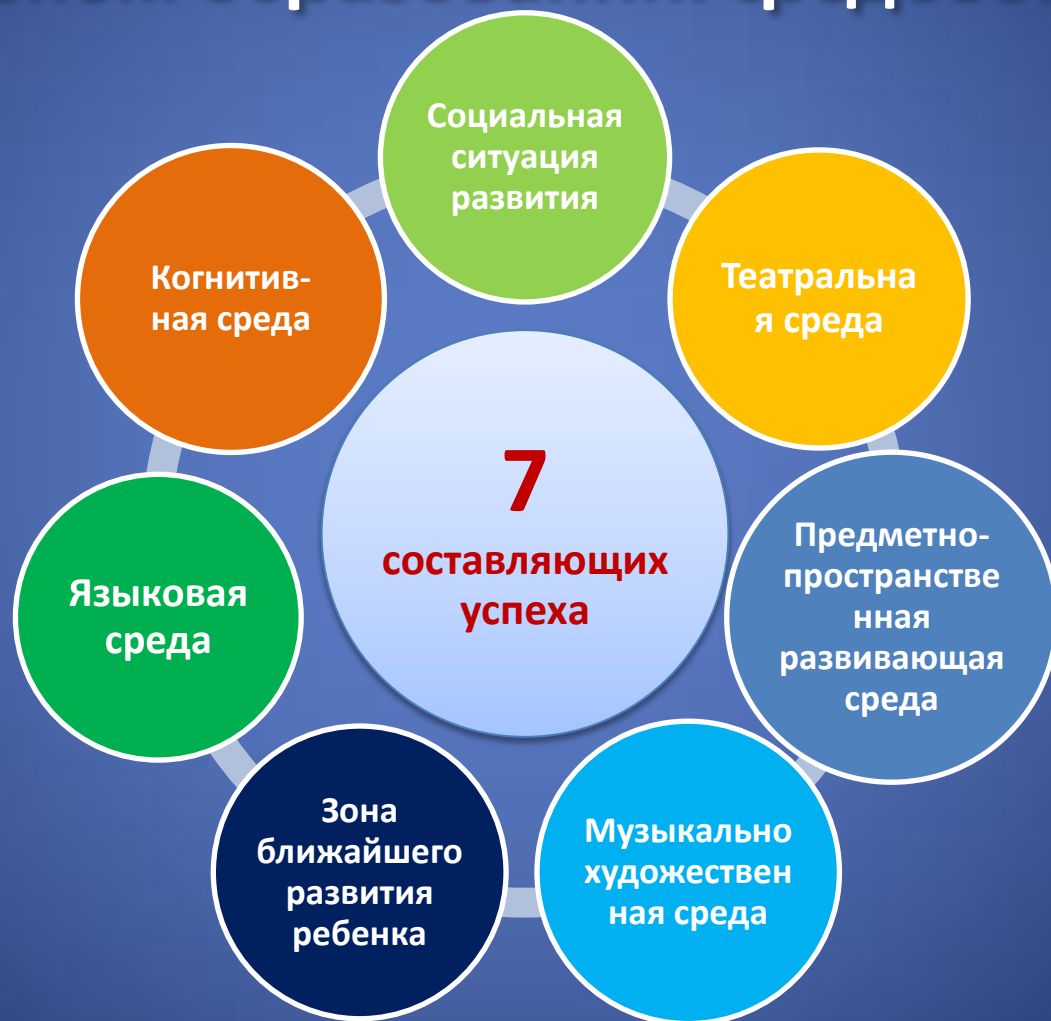 Социальная
ситуация
развития
Театральна
я среда
Предметно-
пространстве
нная
развивающая
среда
Музыкально
художествен
ная среда
Зона
ближайшего
развития
ребенка
Языковая
среда
Когнитив-
ная среда
7
составляющих
успеха